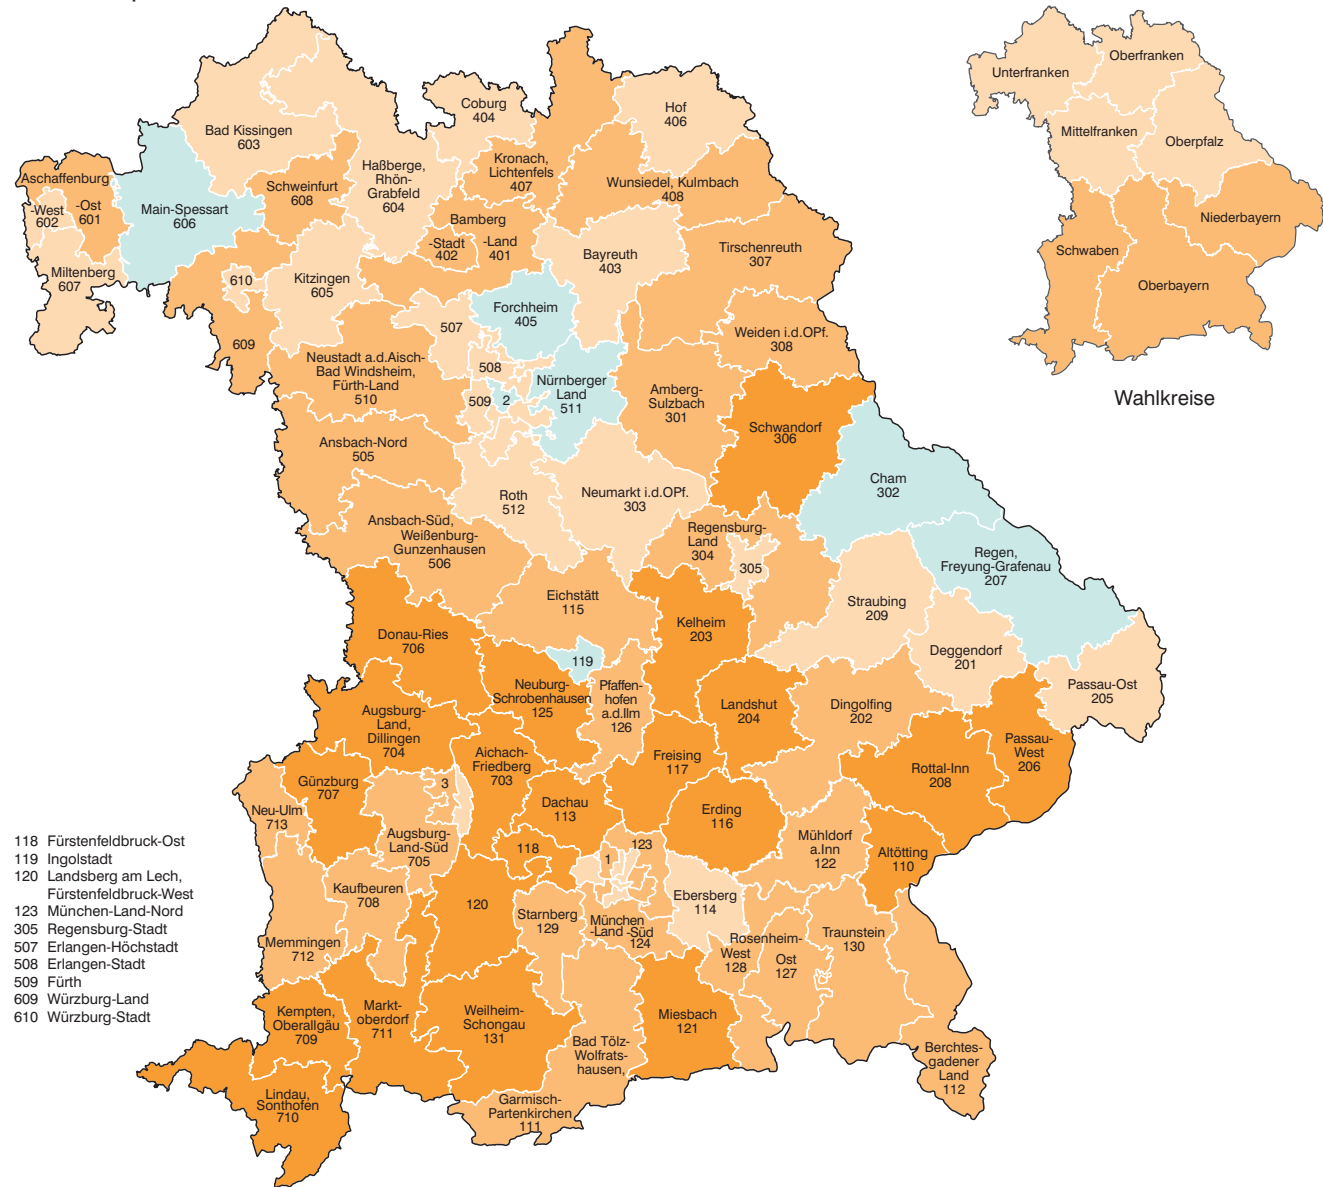 Coburg
404
Hof
406
Bad Kissingen
603
Haßberge,
Rhön-
Grabfeld
604
Kronach,
Lichtenfels
407
Wunsiedel, Kulmbach
408
Aschaffenburg
-West
602
-Ost
601
Main-Spessart
606
Schweinfurt
608
Bamberg
-Stadt
402
-Land
401
Bayreuth
403
Tirschenreuth
307
Miltenberg
607
610
Kitzingen
605
Forchheim
405
507
609
Neustadt a.d.Aisch-
Bad Windsheim,
Fürth-Land
510
508
509
2
Nürnberger
Land
511
Weiden i.d.OPf.
308
Amberg-
Sulzbach
301
Schwandorf
306
Ansbach-Nord
505
Cham
302
Roth
512
Neumarkt i.d.OPf.
303
Ansbach-Süd,
Weißenburg-
Gunzenhausen
506
Regensburg-
Land
304
305
Regen,
Freyung-Grafenau
207
Eichstätt
115
Straubing
209
Donau-Ries
706
Kelheim
203
Deggendorf
201
119
Neuburg-
Schrobenhausen
125
Pfaffen-
hofen
a.d.Ilm
126
Landshut
204
Dingolfing
202
Passau-Ost
205
Augsburg-
Land,
Dillingen
704
Aichach-
Friedberg
703
Freising
117
Passau-
West
206
Rottal-Inn
208
Günzburg
707
3
Neu-Ulm
713
Dachau
113
Erding
116
Augsburg-
Land-Süd
705
118
1
123
Mühldorf
a.Inn
122
Altötting
110
Kaufbeuren
708
120
Ebersberg
114
Starnberg
129
München
-Land -Süd
124
Memmingen
712
Rosenheim-
West
128
Ost
127
Traunstein
130
Kempten,
Oberallgäu
709
Markt-
oberdorf
711
Weilheim-
Schongau
131
Miesbach
121
Bad Tölz-
Wolfrats-
hausen,
Garmisch-
Partenkirchen
111
Berchtes-
gadener
Land
112
Lindau,
Sonthofen
710
Unterfranken
Oberfranken
Mittelfranken
Oberpfalz
Niederbayern
Schwaben
Oberbayern
Wahlkreise
118 Fürstenfeldbruck-Ost
119 Ingolstadt
120 Landsberg am Lech,
Fürstenfeldbruck-West
123 München-Land-Nord
305 Regensburg-Stadt
507 Erlangen-Höchstadt
508 Erlangen-Stadt
509 Fürth
609 Würzburg-Land
610 Würzburg-Stadt